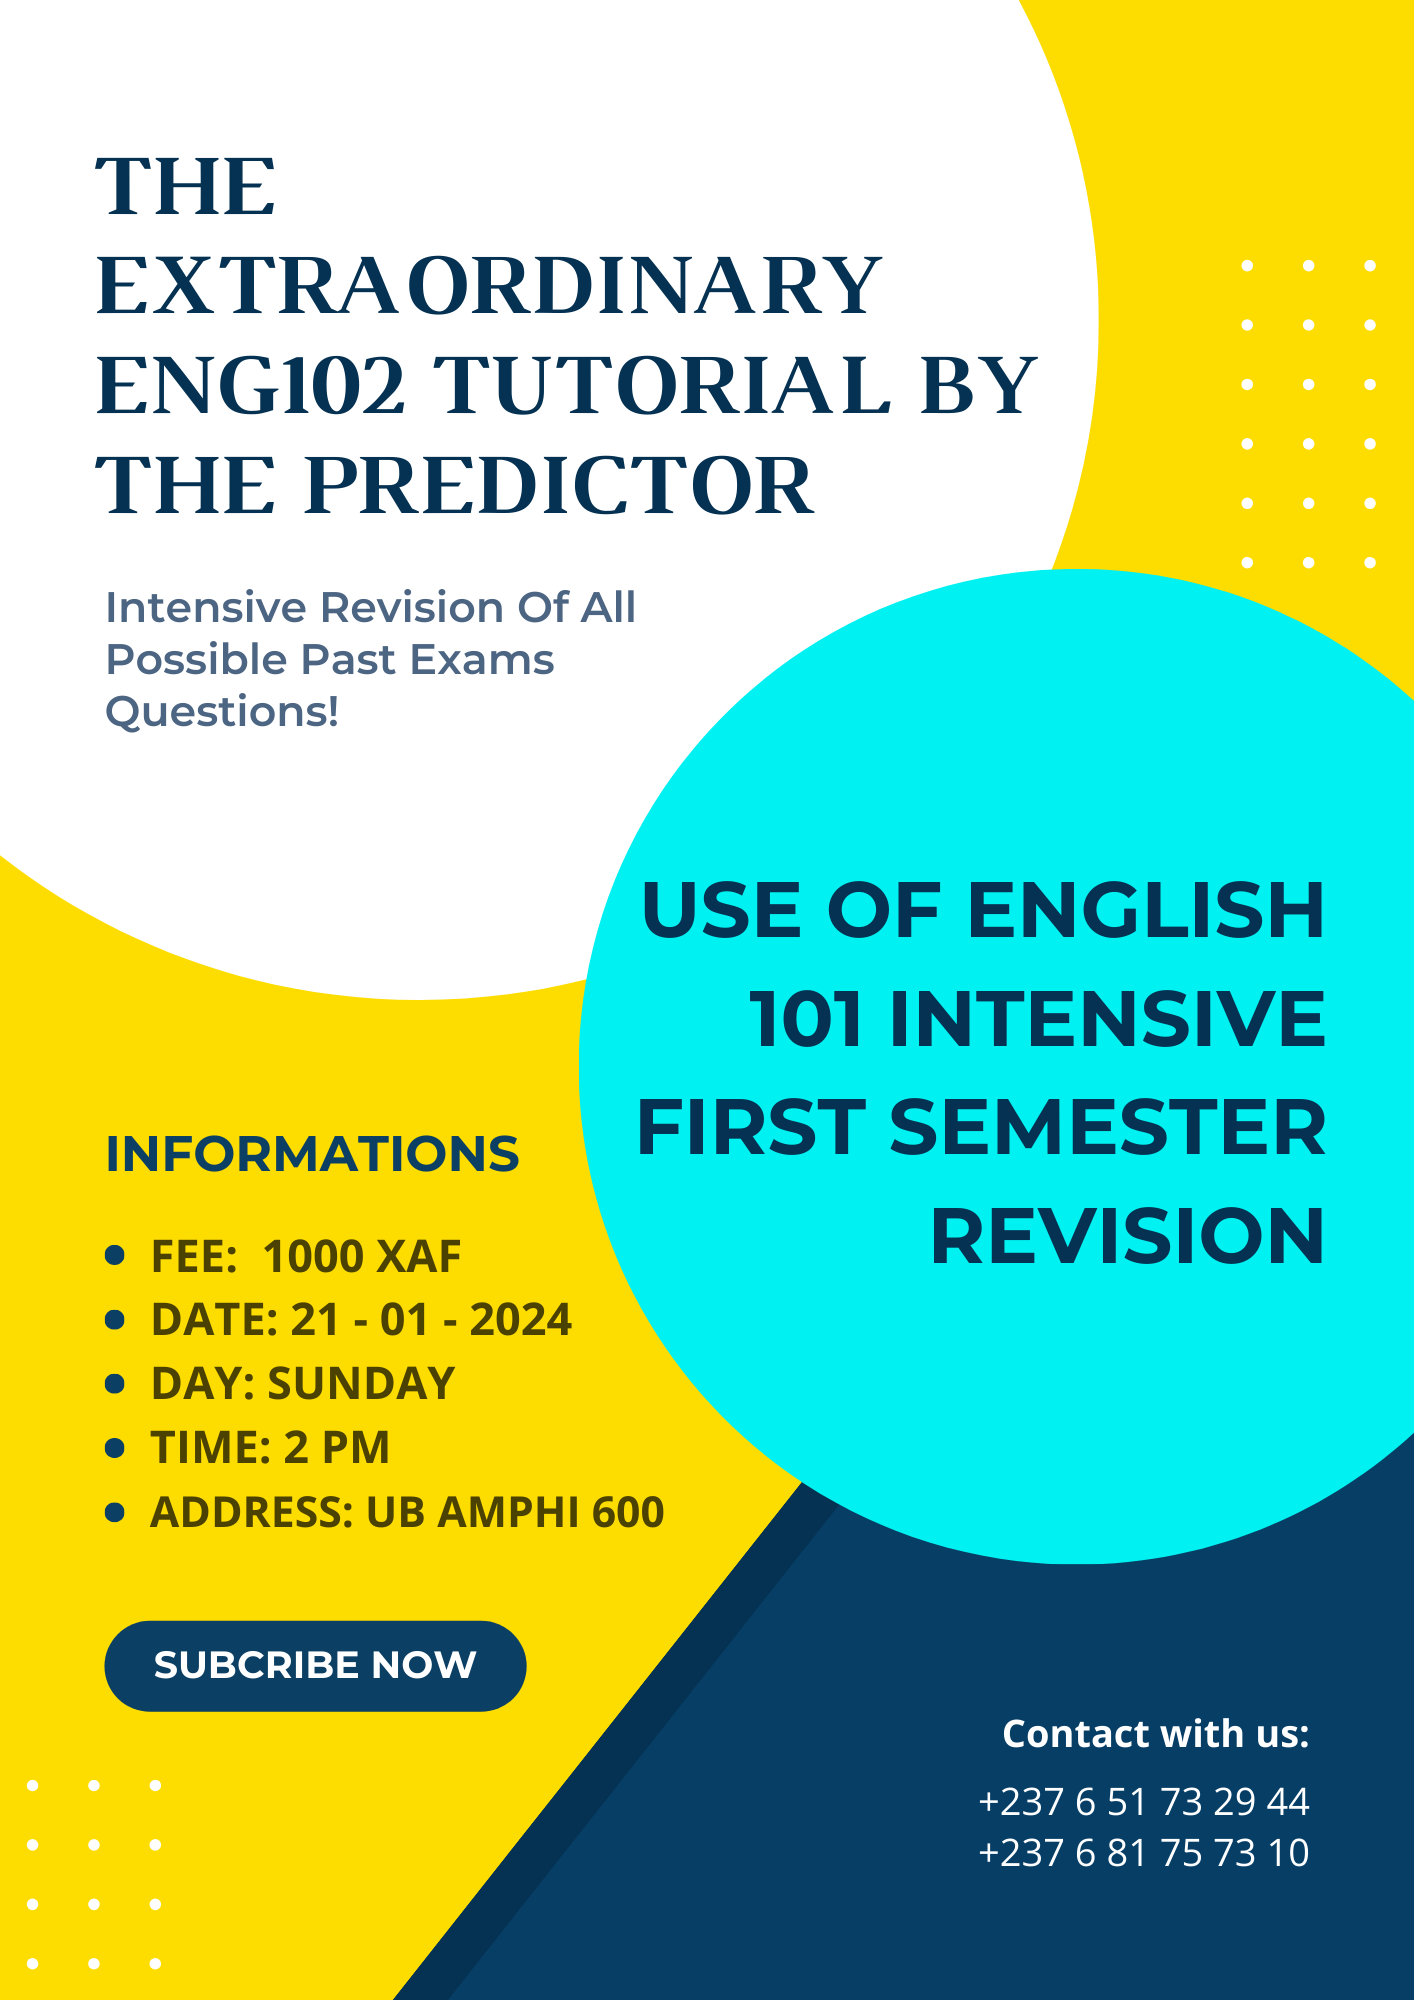 THE
EXTRAORDINARY
ENG102 TUTORIAL BY
THE PREDICTOR
Intensive Revision Of All
Possible Past Exams
Questions!
USE OF ENGLISH
101 INTENSIVE
FIRST SEMESTER
REVISION
INFORMATIONS
FEE: 1000 XAF
DATE: 21 - 01 - 2024
DAY: SUNDAY
TIME: 2 PM
ADDRESS: UB AMPHI 600
SUBCRIBE NOW
Contact with us:
+237 6 51 73 29 44
+237 6 81 75 73 10